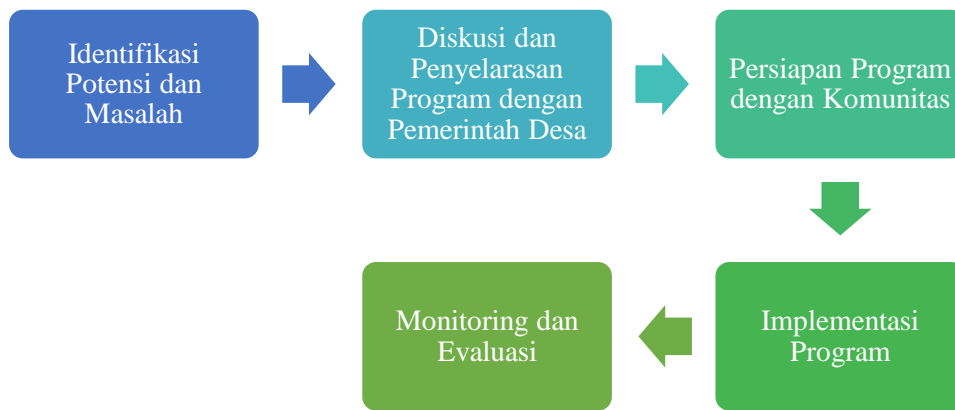 Identifikasi
Potensi dan
Masalah
Diskusi dan
Penyelarasan
Program dengan
Pemerintah Desa
Persiapan Program
dengan Komunitas
Implementasi
Program
Monitoring dan
Evaluasi